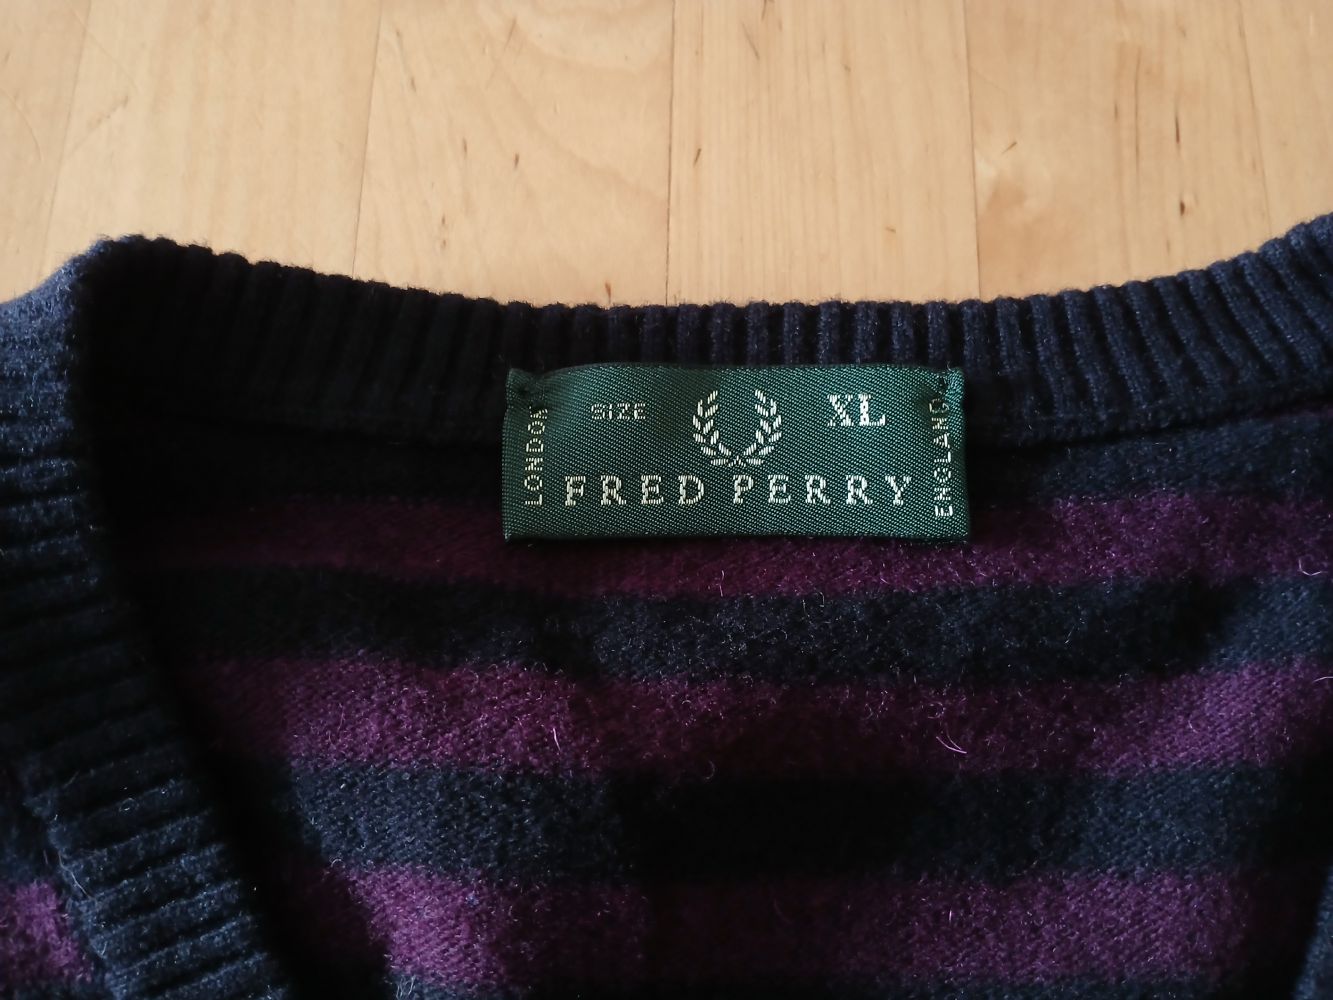 SIZE XL
LONDON
FRED PERRY
ENGLAND